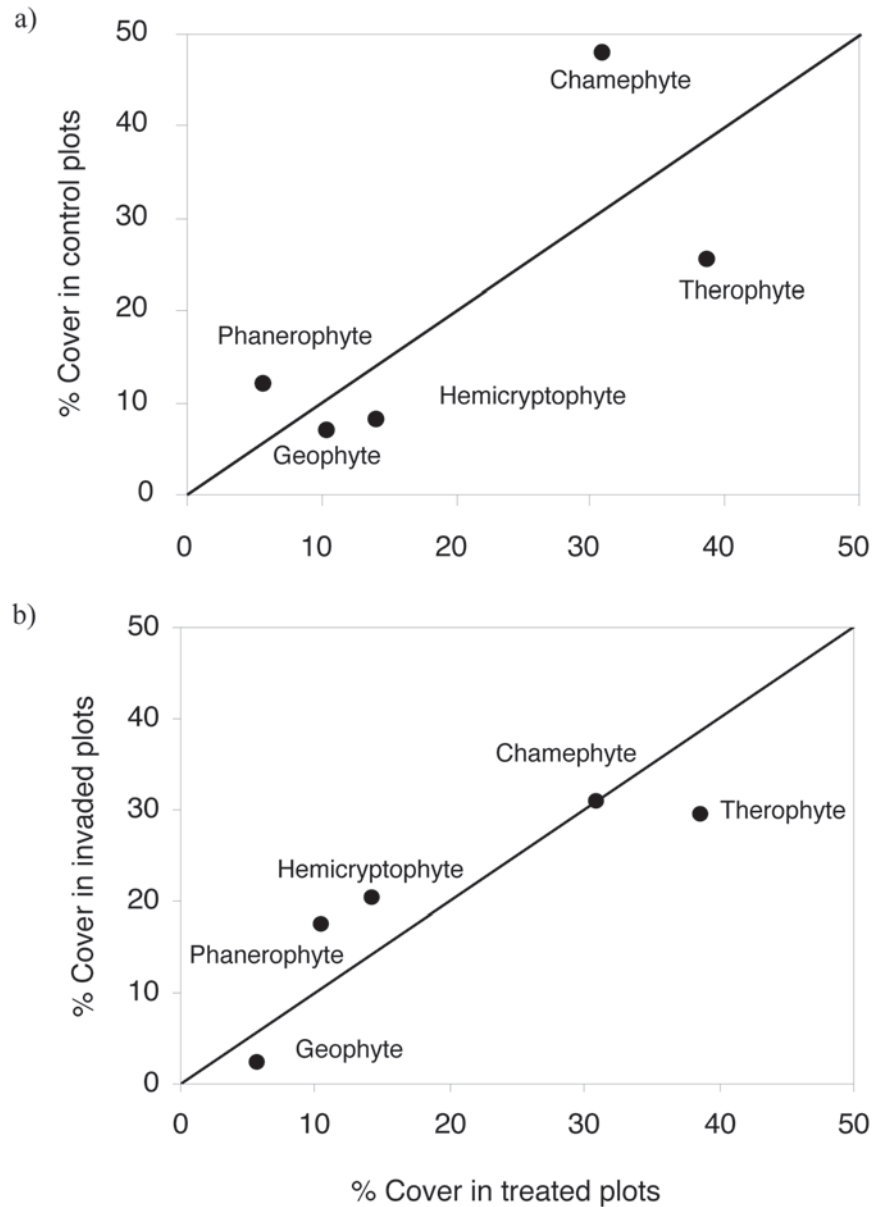 a)
50
Chamephyte
40
% Cover in control plots
30
Therophyte
20
Phanerophyte
10
Hemicryptophyte
Geophyte
0
0 10 20 30 40 50
b)
50
40
% Cover in invaded plots
Chamephyte
30
Therophyte
Hemicryptophyte
20
Phanerophyte
10
Geophyte
0
0 10 20 30 40 50
% Cover in treated plots